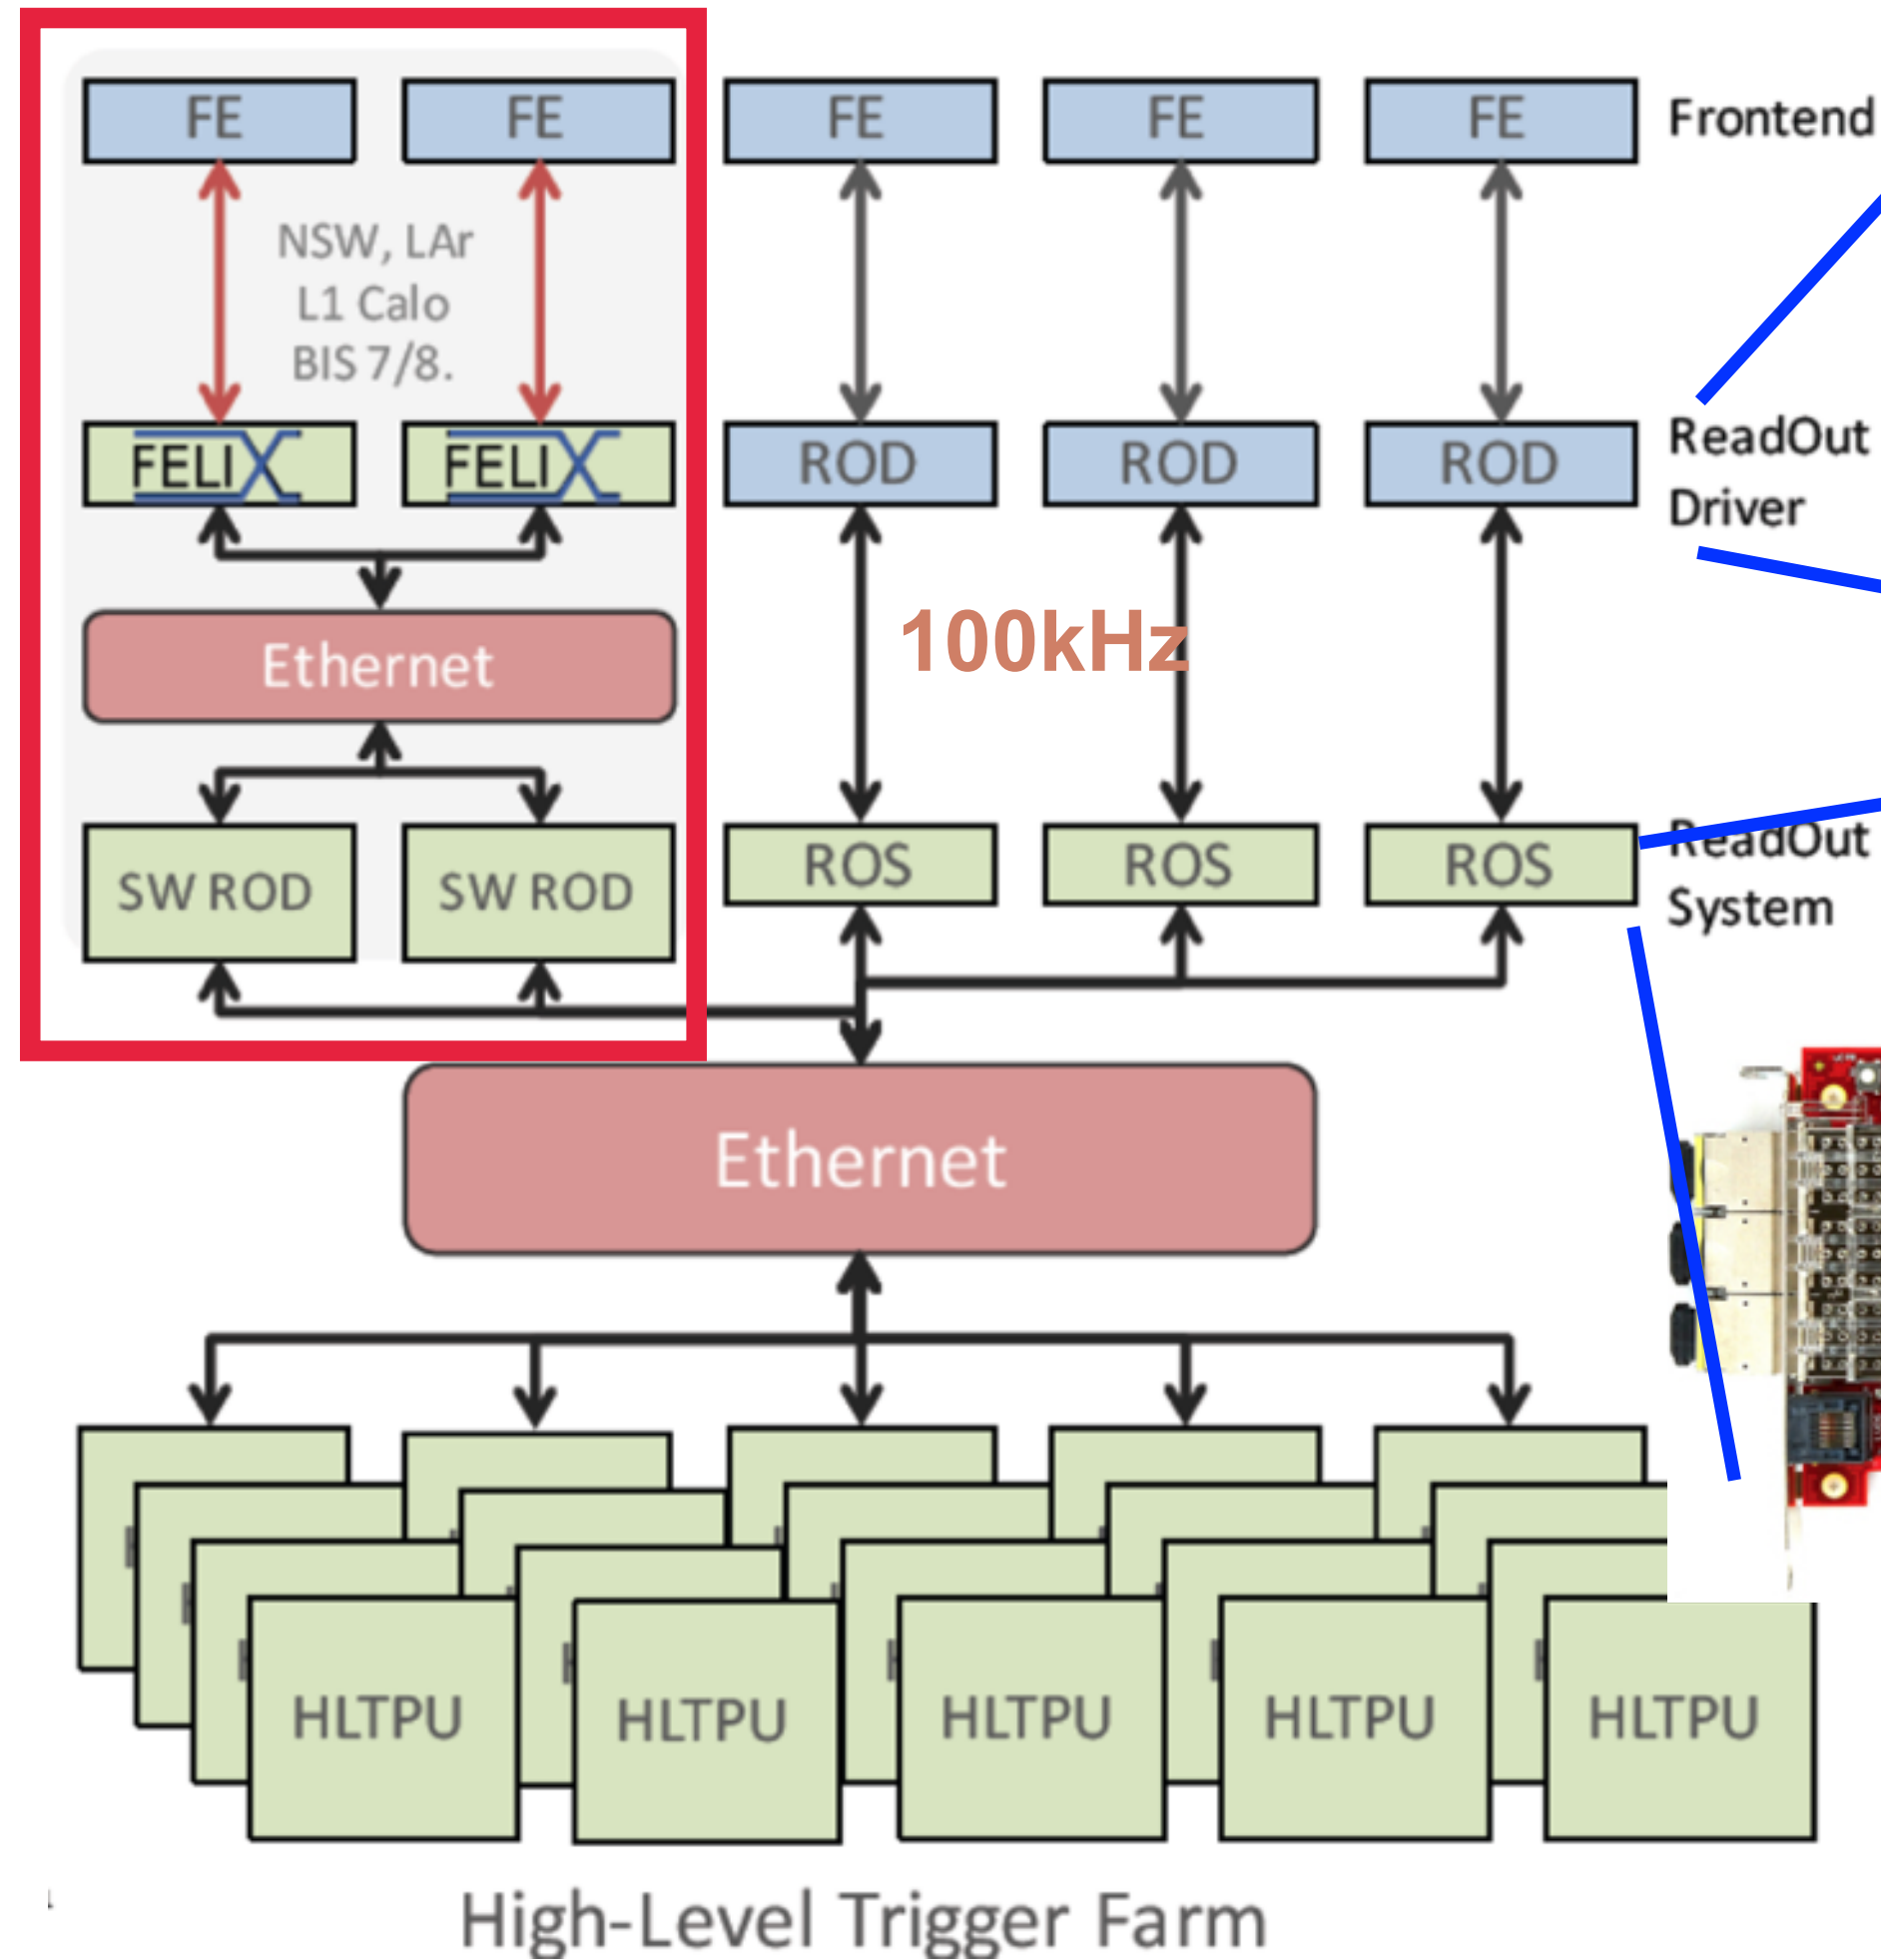 FE FE FE FE FE Frontend
NSW, LAr
L1 Calo
BIS 7/8.
FELIX FELIX ROD ROD ROD ReadOut
Driver
100kHz
Ethernet
SW ROD SW ROD ROS ROS ROS ReadOut
System
Ethernet
HLTPU HLTPU HLTPU HLTPU HLTPU
High-Level Trigger Farm